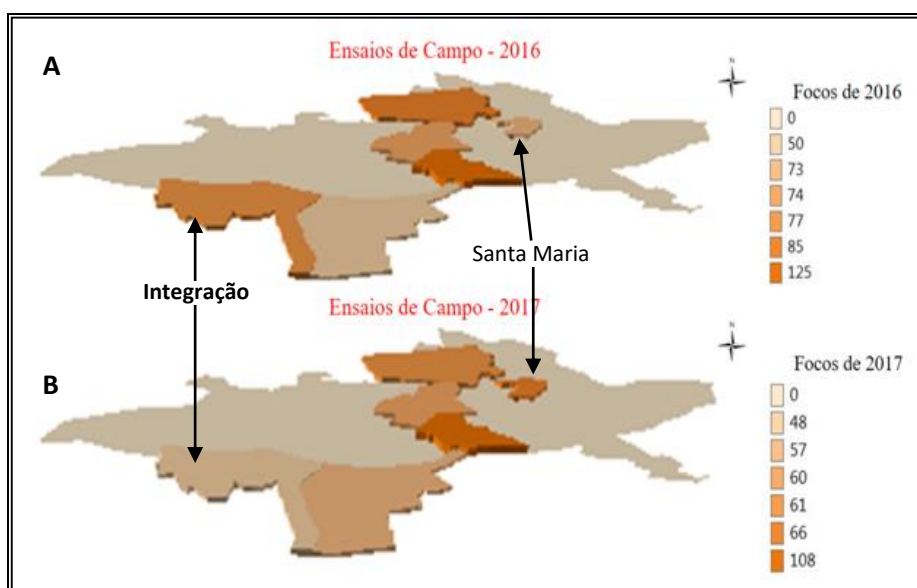 A
Ensaios de Campo - 2016
N
Focos de 2016
0
50
73
74
77
85
125
Santa Maria
Integração
B
Ensaios de Campo - 2017
N
Focos de 2017
0
48
57
60
61
66
108